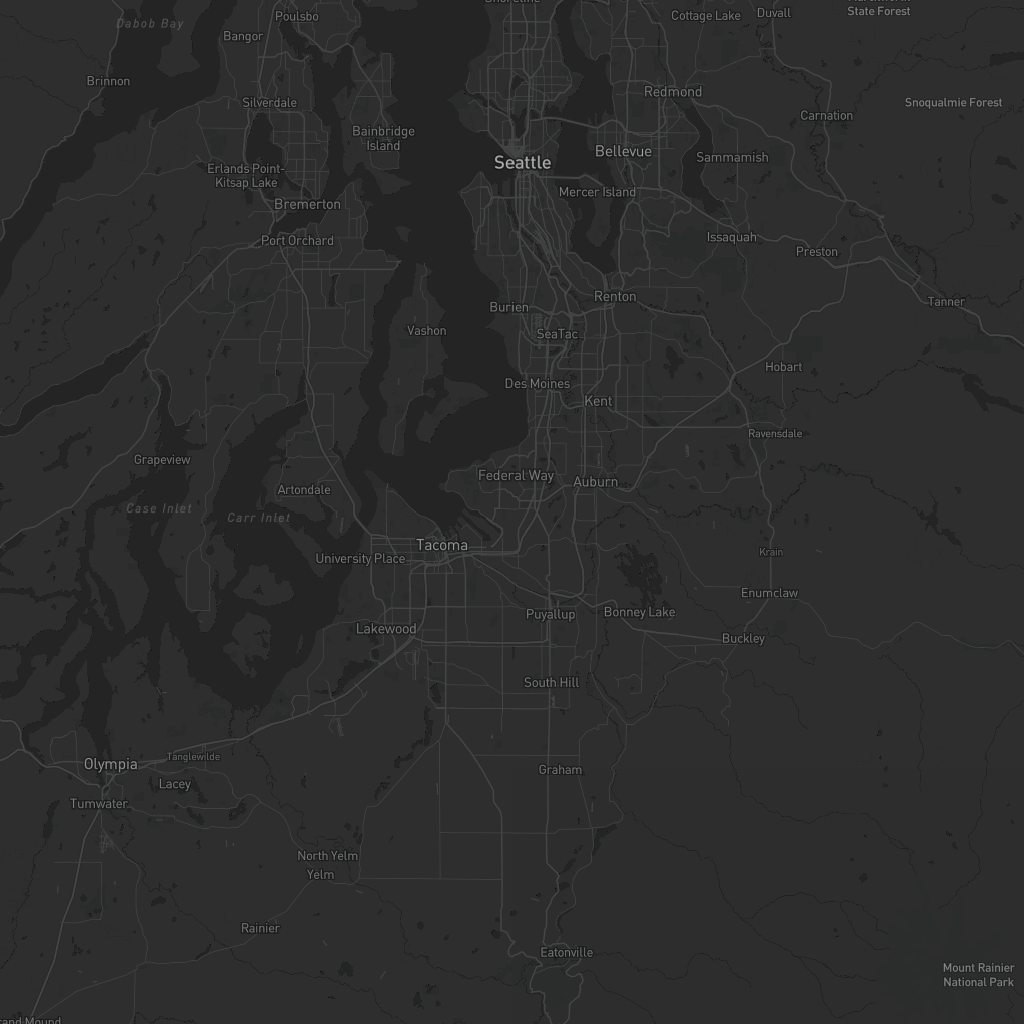 Shoreline
Poulsbo
Cottage Lake
Duvall
State Forest
Dabob Bay
Bangor
Brinnon
Silverdale
Redmond
Snoqualmie Forest
Carnation
Bainbridge
Island
Seattle
Bellevue
Sammamish
Erlands Point-
Kitsap Lake
Mercer Island
Bremerton
Port Orchard
Issaquah
Preston
Renton
Tanner
Burien
Vashon
SeaTac
Hobart
Des Moines
Kent
Ravensdale
Grapeview
Federal Way
Auburn
Artondale
Case Inlet
Carr Inlet
Tacoma
Krain
University Place
Enumclaw
Puyallup
Bonney Lake
Lakewood
Buckley
South Hill
Tanglewilde
Olympia
Graham
Lacey
Tumwater
North Yelm
Yelm
Rainier
Eatonville
Mount Rainier
National Park